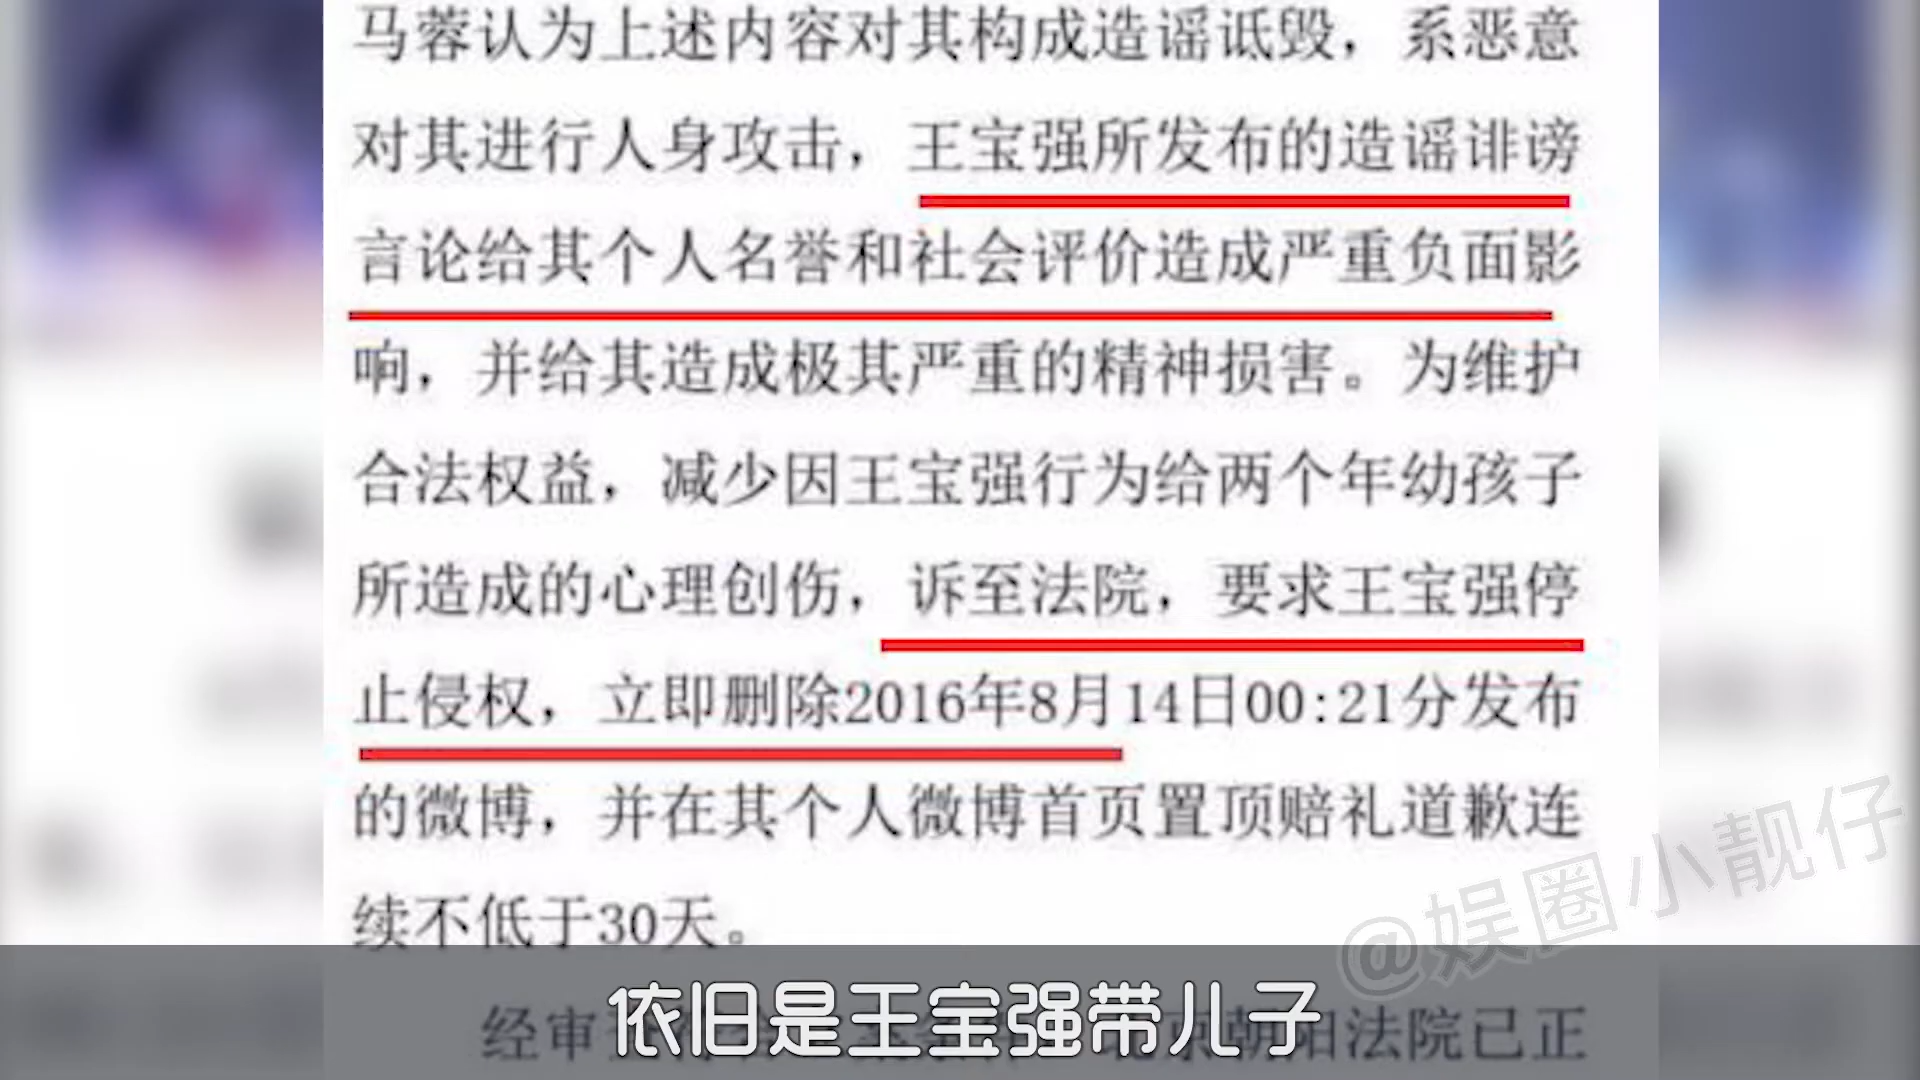 马蓉认为上述内容对其构成造谣诋毁，系恶意
对其进行人身攻击，王宝强所发布的造谣诽谤
言论给其个人名誉和社会评价造成严重负面影
响，并给其造成极其严重的精神损害。为维护
合法权益，减少因王宝强行为给两个年幼孩子
所造成的心理创伤，诉至法院，要求王宝强停
止侵权，立即删除2016年8月14日00:21分发布
的微博，并在其个人微博首页置顶赔礼道歉连
续不低于30天。
@娱圈小靓仔
经审 朝阳法院已正
依旧是王宝强带儿子